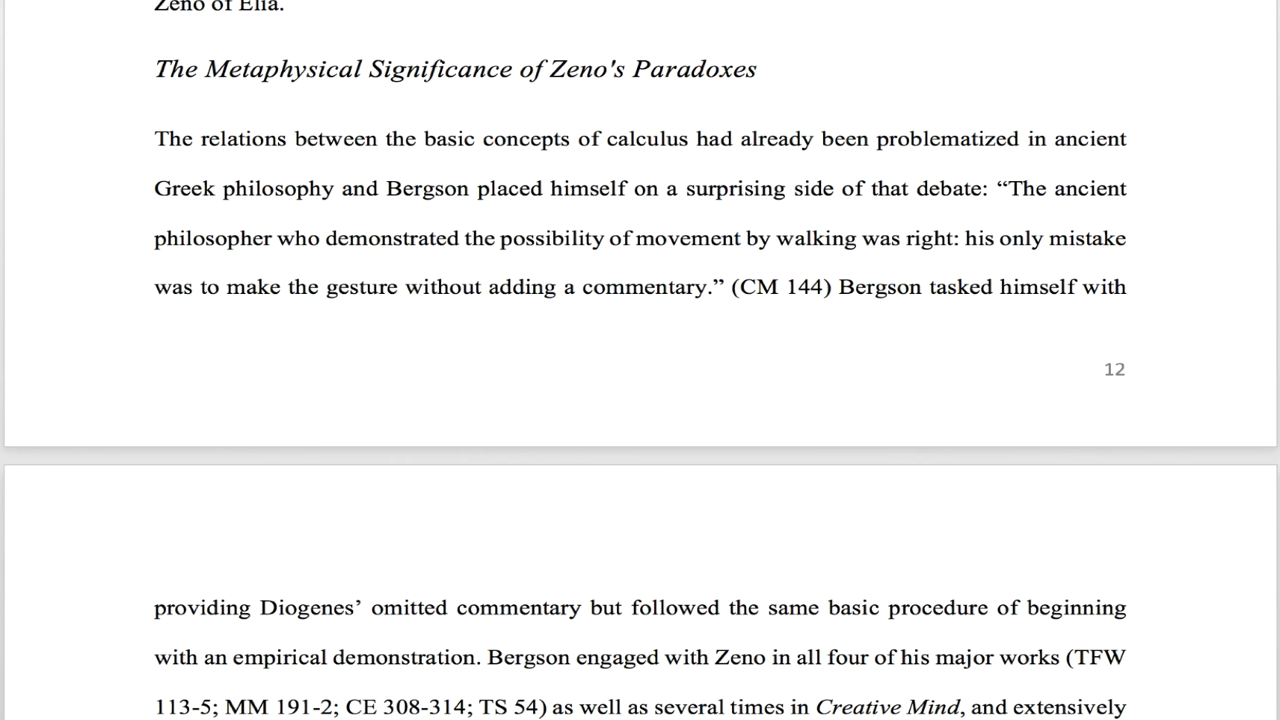 Zeno of Elia.
The Metaphysical Significance of Zeno's Paradoxes
The relations between the basic concepts of calculus had already been problematized in ancient
Greek philosophy and Bergson placed himself on a surprising side of that debate: “The ancient
philosopher who demonstrated the possibility of movement by walking was right: his only mistake
was to make the gesture without adding a commentary.” (CM 144) Bergson tasked himself with
12
providing Diogenes’ omitted commentary but followed the same basic procedure of beginning
with an empirical demonstration. Bergson engaged with Zeno in all four of his major works (TFW
113-5; MM 191-2; CE 308-314; TS 54) as well as several times in Creative Mind, and extensively